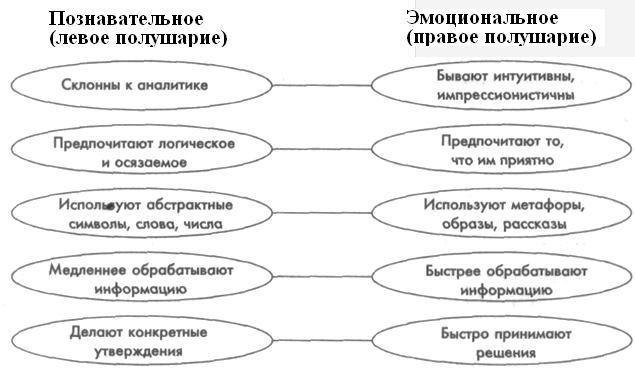 Познавательное
(левое полушарие)
Эмоциональное
(правое полушарие)
Склонны к аналитике
Бывают интуитивны,
импрессионистичны
Предпочитают логическое
и осязаемое
Предпочитают то,
что им приятно
Используют абстрактные
символы, слова, числа
Используют метафоры,
образы, рассказы
Медленнее обрабатывают
информацию
Быстрее обрабатывают
информацию
Делают конкретные
утверждения
Быстро принимают
решения